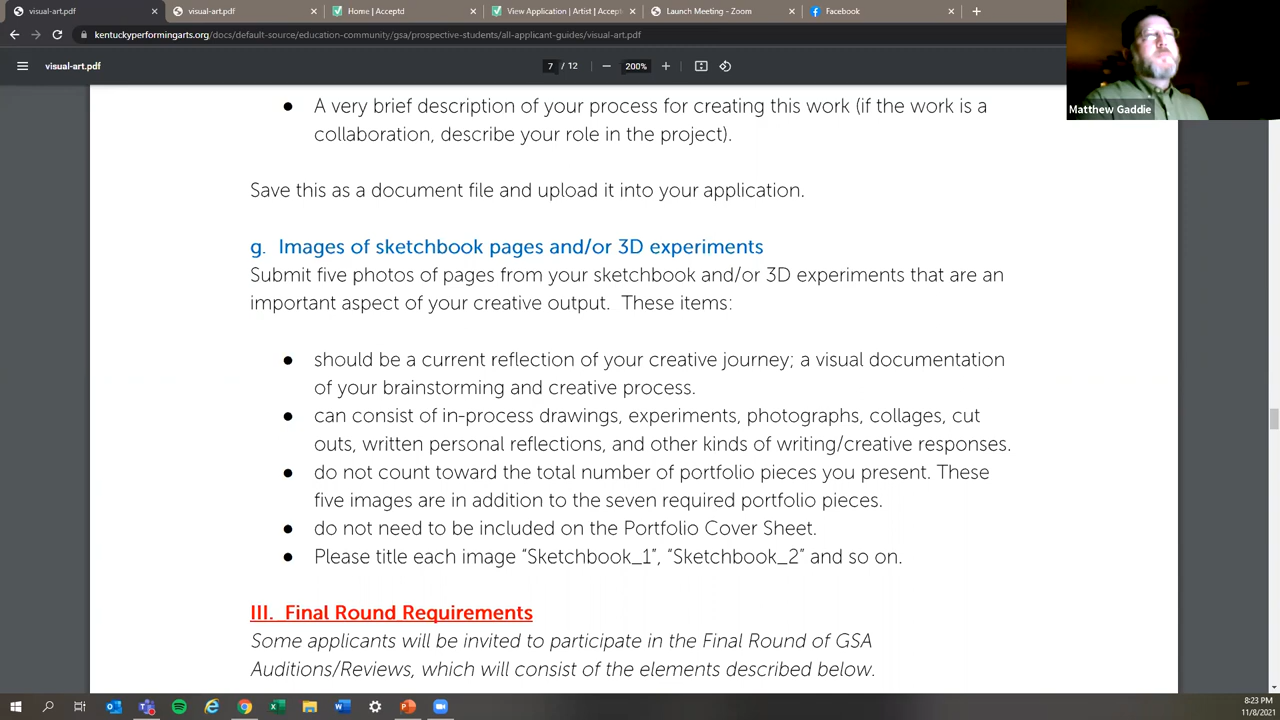 visual-art.pdf
visual-art.pdf
Home | Acceptd
View Application | Artist | Accept
Launch Meeting - Zoom
Facebook
kentuckyperformingarts.org/docs/default-source/education-community/gsa/prospective-students/all-applicant-guides/visual-art.pdf
visual-art.pdf
7 / 12
200%
Matthew Gaddie
● A very brief description of your process for creating this work (if the work is a
collaboration, describe your role in the project).
Save this as a document file and upload it into your application.
g. Images of sketchbook pages and/or 3D experiments
Submit five photos of pages from your sketchbook and/or 3D experiments that are an
important aspect of your creative output. These items:
● should be a current reflection of your creative journey; a visual documentation
of your brainstorming and creative process.
● can consist of in-process drawings, experiments, photographs, collages, cut
outs, written personal reflections, and other kinds of writing/creative responses.
● do not count toward the total number of portfolio pieces you present. These
five images are in addition to the seven required portfolio pieces.
● do not need to be included on the Portfolio Cover Sheet.
● Please title each image “Sketchbook_1”, “Sketchbook_2” and so on.
III. Final Round Requirements
Some applicants will be invited to participate in the Final Round of GSA
Auditions/Reviews, which will consist of the elements described below.
8:23 PM
11/8/2021